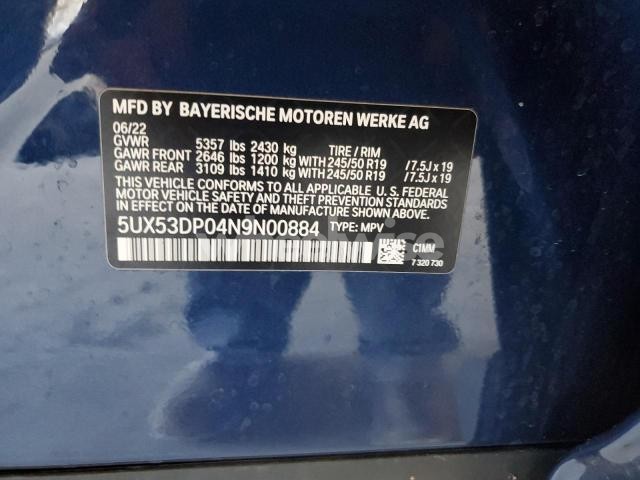 MFD BY BAYERISCHE MOTOREN WERKE AG
06/22
GVWR 5357 lbs 2430 kg TIRE / RIM
GAWR FRONT 2646 lbs 1200 kg WITH 245/50 R19 / 7.5J x 19
GAWR REAR 3109 lbs 1410 kg WITH 245/50 R19 / 7.5J x 19
THIS VEHICLE CONFORMS TO ALL APPLICABLE U. S. FEDERAL
MOTOR VEHICLE SAFETY AND THEFT PREVENTION STANDARDS
IN EFFECT ON THE DATE OF MANUFACTURE SHOWN ABOVE.
5UX53DP04N9N00884 TYPE: MPV
C1MM
7 320 730